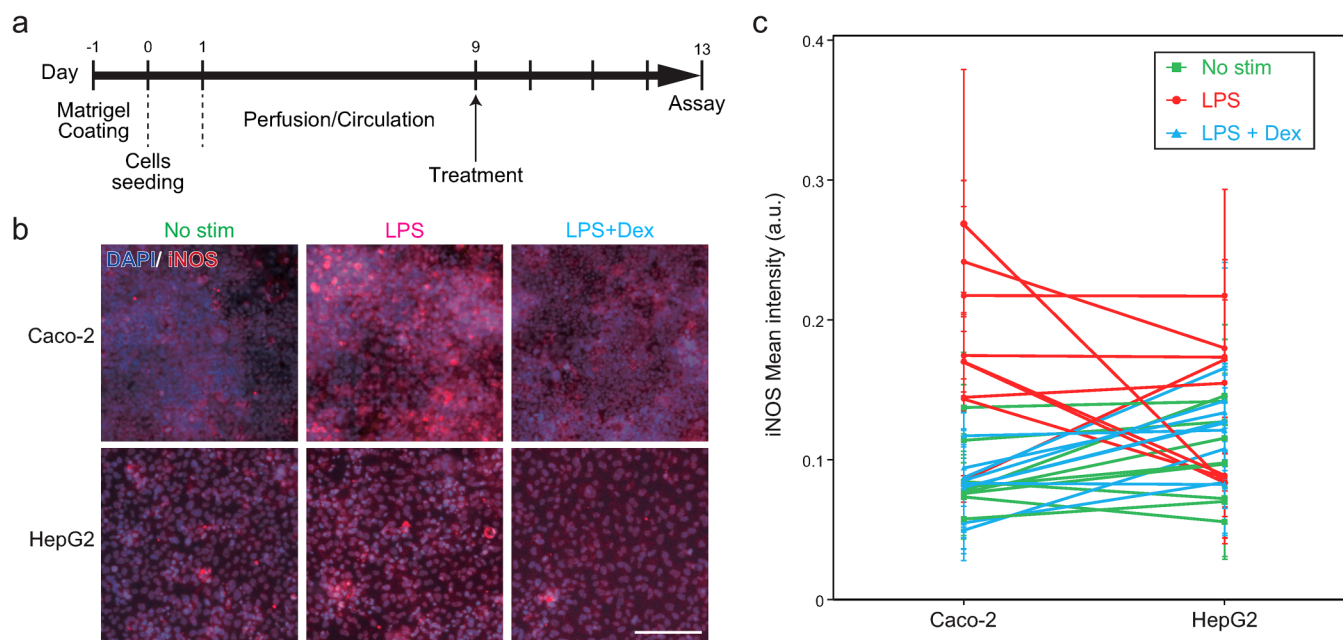 a
-1 0 1 9 13
Day
Matrigel
Coating
Perfusion/Circulation
Assay
Cells
seeding
Treatment
b
No stim LPS LPS+Dex
DAPI/ iNOS
Caco-2
HepG2
c
iNOS Mean intensity (a.u.)
0.4
0.3
0.2
0.1
0
No stim
LPS
LPS + Dex
Caco-2 HepG2